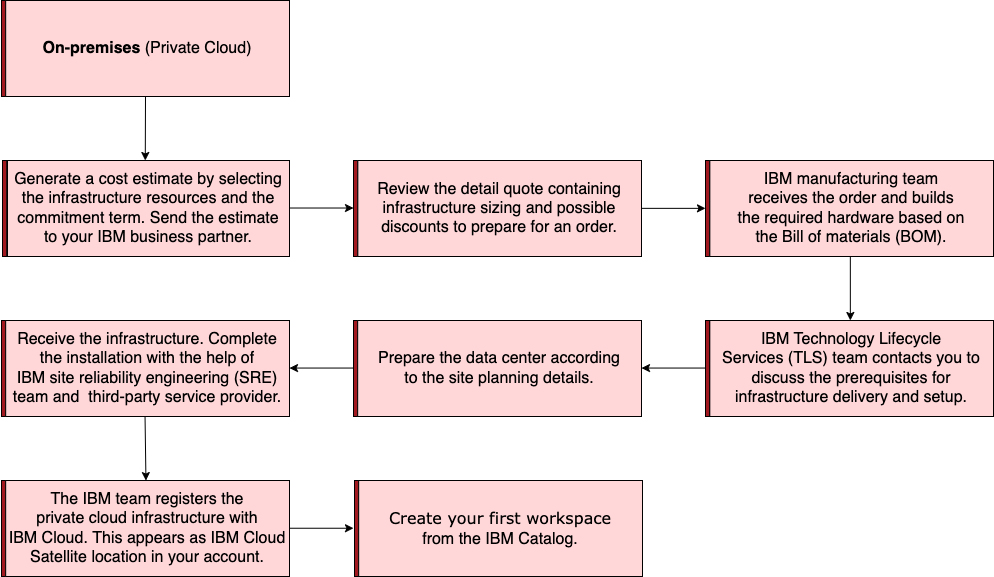 On-premises (Private Cloud)
Generate a cost estimate by selecting
the infrastructure resources and the
commitment term. Send the estimate
to your IBM business partner.
Review the detail quote containing
infrastructure sizing and possible
discounts to prepare for an order.
IBM manufacturing team
receives the order and builds
the required hardware based on
the Bill of materials (BOM).
IBM Technology Lifecycle
Services (TLS) team contacts you to
discuss the prerequisites for
infrastructure delivery and setup.
Prepare the data center according
to the site planning details.
Receive the infrastructure. Complete
the installation with the help of
IBM site reliability engineering (SRE)
team and  third-party service provider.
The IBM team registers the
private cloud infrastructure with
IBM Cloud. This appears as IBM Cloud
Satellite location in your account.
Create your first workspace
from the IBM Catalog.